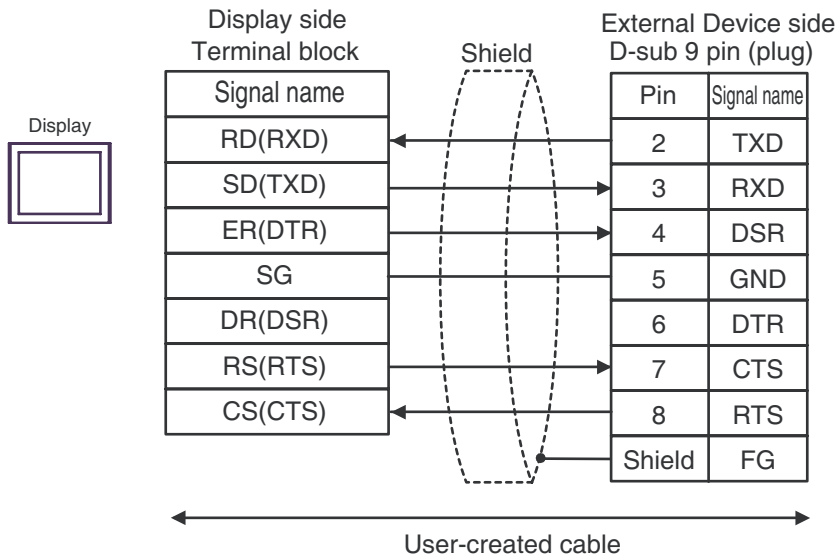 Display side
Terminal block
Shield
External Device side
D-sub 9 pin (plug)
Display
Signal name
Pin Signal name
RD(RXD) 2 TXD
SD(TXD) 3 RXD
ER(DTR) 4 DSR
SG 5 GND
DR(DSR) 6 DTR
RS(RTS) 7 CTS
CS(CTS) 8 RTS
Shield FG
User-created cable